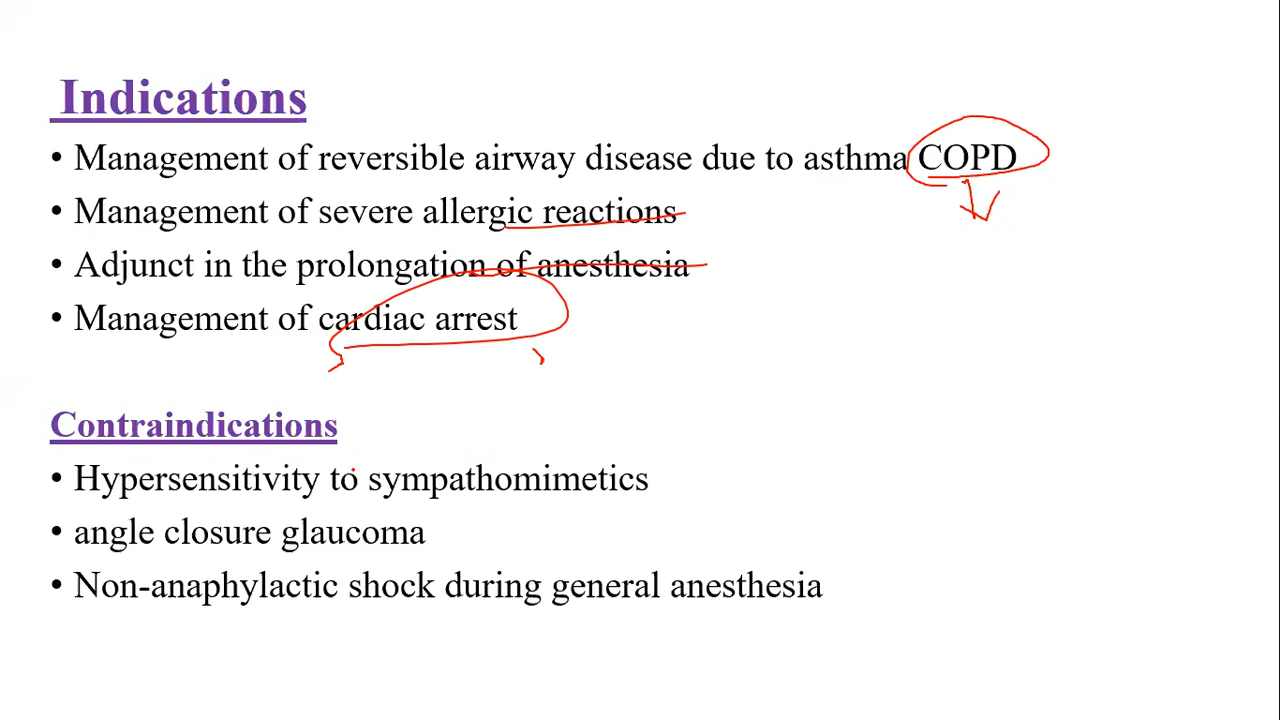 Indications
• Management of reversible airway disease due to asthma COPD
• Management of severe allergic reactions
• Adjunct in the prolongation of anesthesia
• Management of cardiac arrest
Contraindications
• Hypersensitivity to sympathomimetics
• angle closure glaucoma
• Non-anaphylactic shock during general anesthesia